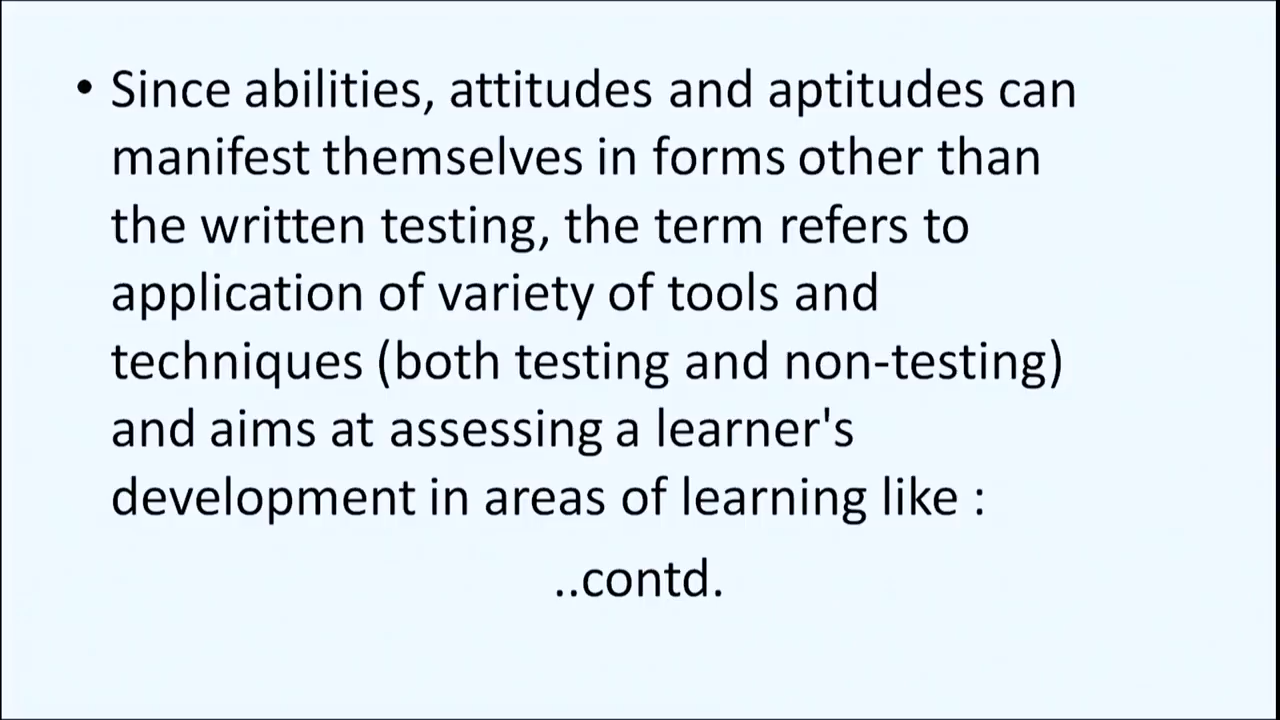 • Since abilities, attitudes and aptitudes can
manifest themselves in forms other than
the written testing, the term refers to
application of variety of tools and
techniques (both testing and non-testing)
and aims at assessing a learner's
development in areas of learning like :
..contd.